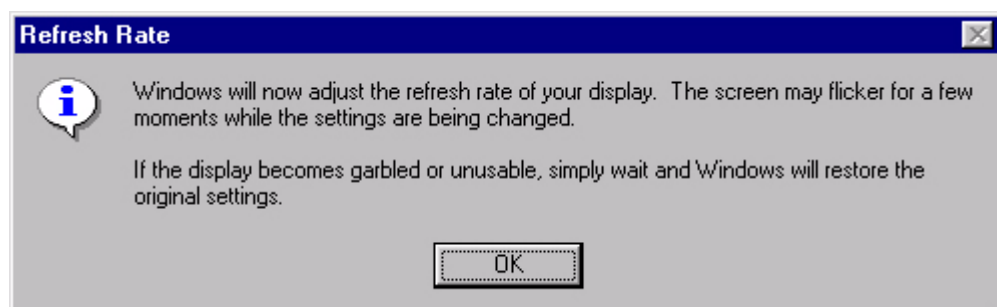 Refresh Rate
Windows will now adjust the refresh rate of your display.  The screen may flicker for a few
moments while the settings are being changed.
If the display becomes garbled or unusable, simply wait and Windows will restore the
original settings.
OK